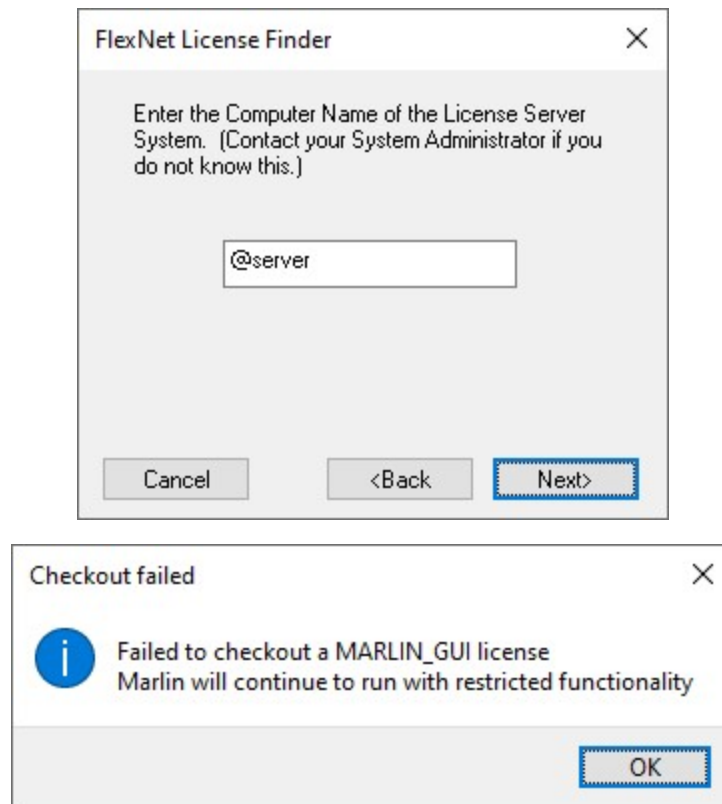 FlexNet License Finder
Enter the Computer Name of the License Server
System.  (Contact your System Administrator if you
do not know this.)
@server
Cancel
<Back
Next>
Checkout failed
Failed to checkout a MARLIN_GUI license
Marlin will continue to run with restricted functionality
OK